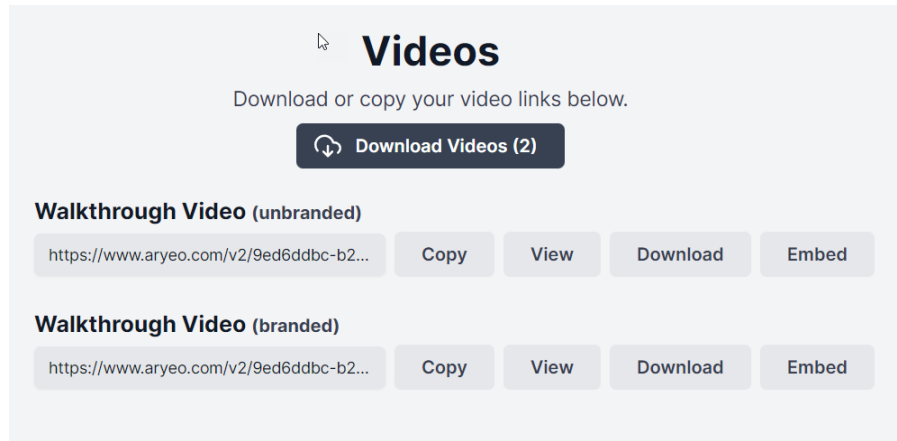 Videos
Download or copy your video links below.
Download Videos (2)
Walkthrough Video (unbranded)
https://www.aryeo.com/v2/9ed6ddbc-b2... Copy View Download Embed
Walkthrough Video (branded)
https://www.aryeo.com/v2/9ed6ddbc-b2... Copy View Download Embed